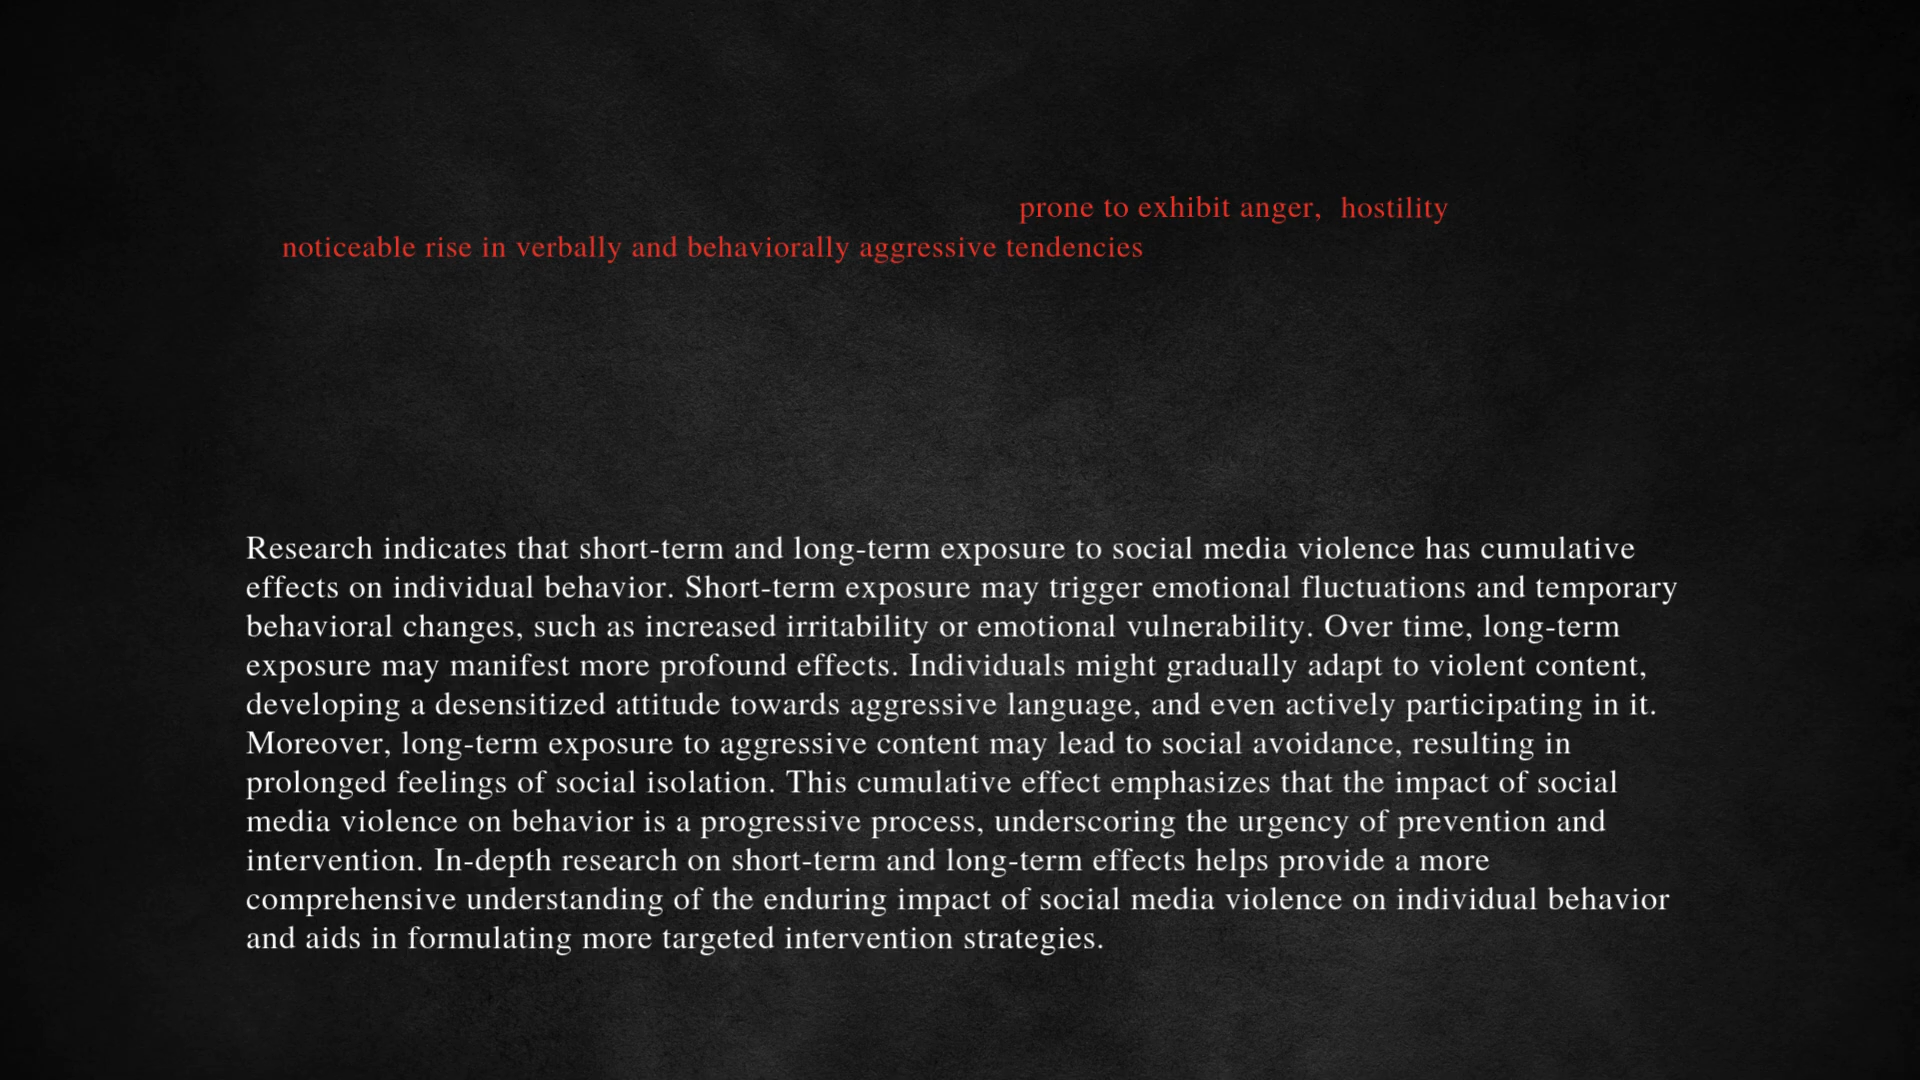 prone to exhibit anger,  hostility
noticeable rise in verbally and behaviorally aggressive tendencies
Research indicates that short-term and long-term exposure to social media violence has cumulative
effects on individual behavior. Short-term exposure may trigger emotional fluctuations and temporary
behavioral changes, such as increased irritability or emotional vulnerability. Over time, long-term
exposure may manifest more profound effects. Individuals might gradually adapt to violent content,
developing a desensitized attitude towards aggressive language, and even actively participating in it.
Moreover, long-term exposure to aggressive content may lead to social avoidance, resulting in
prolonged feelings of social isolation. This cumulative effect emphasizes that the impact of social
media violence on behavior is a progressive process, underscoring the urgency of prevention and
intervention. In-depth research on short-term and long-term effects helps provide a more
comprehensive understanding of the enduring impact of social media violence on individual behavior
and aids in formulating more targeted intervention strategies.